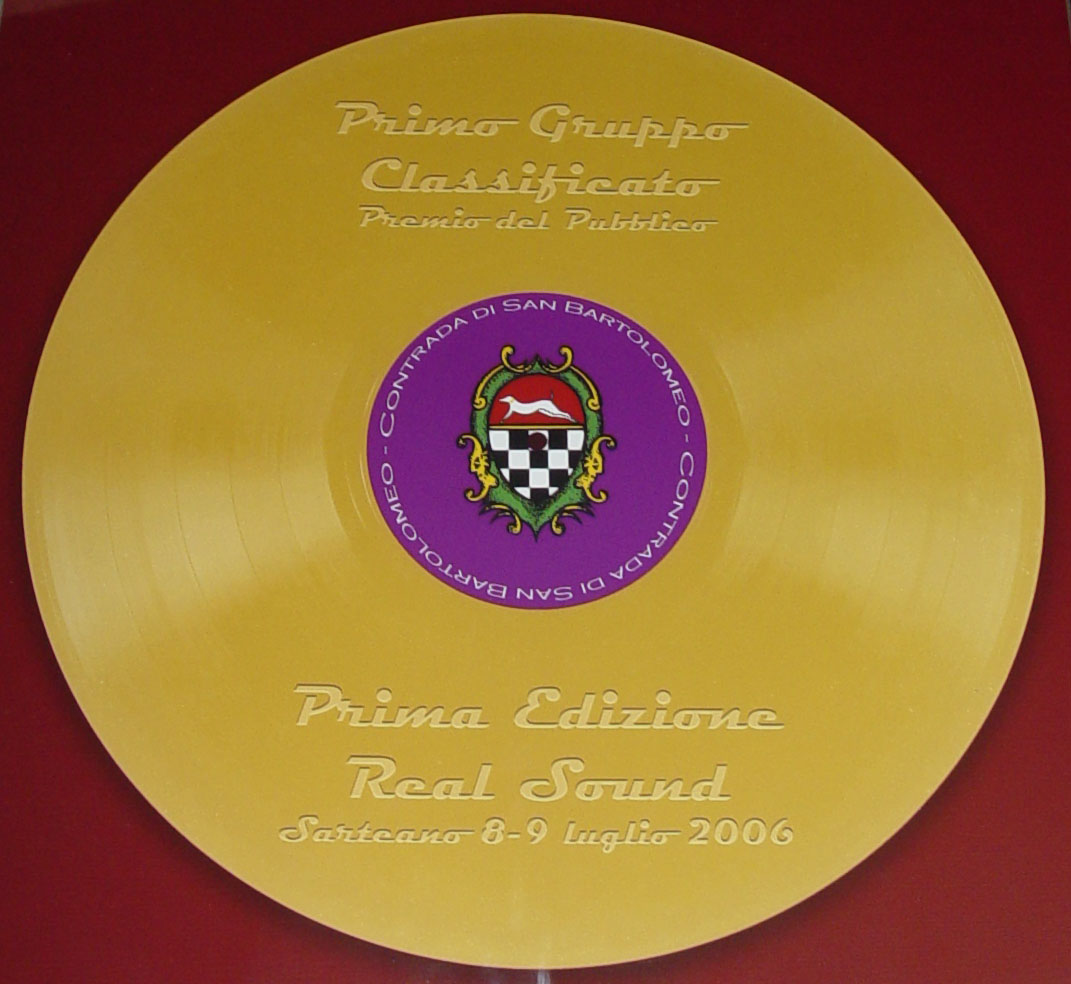 Primo Gruppo
Classificato
Premio del Pubblico
CONTRADA DI SAN BARTOLOMEO - CONTRADA DI SAN BARTOLOMEO -
Prima Edizione
Real Sound
Sarteano 8-9 luglio 2006